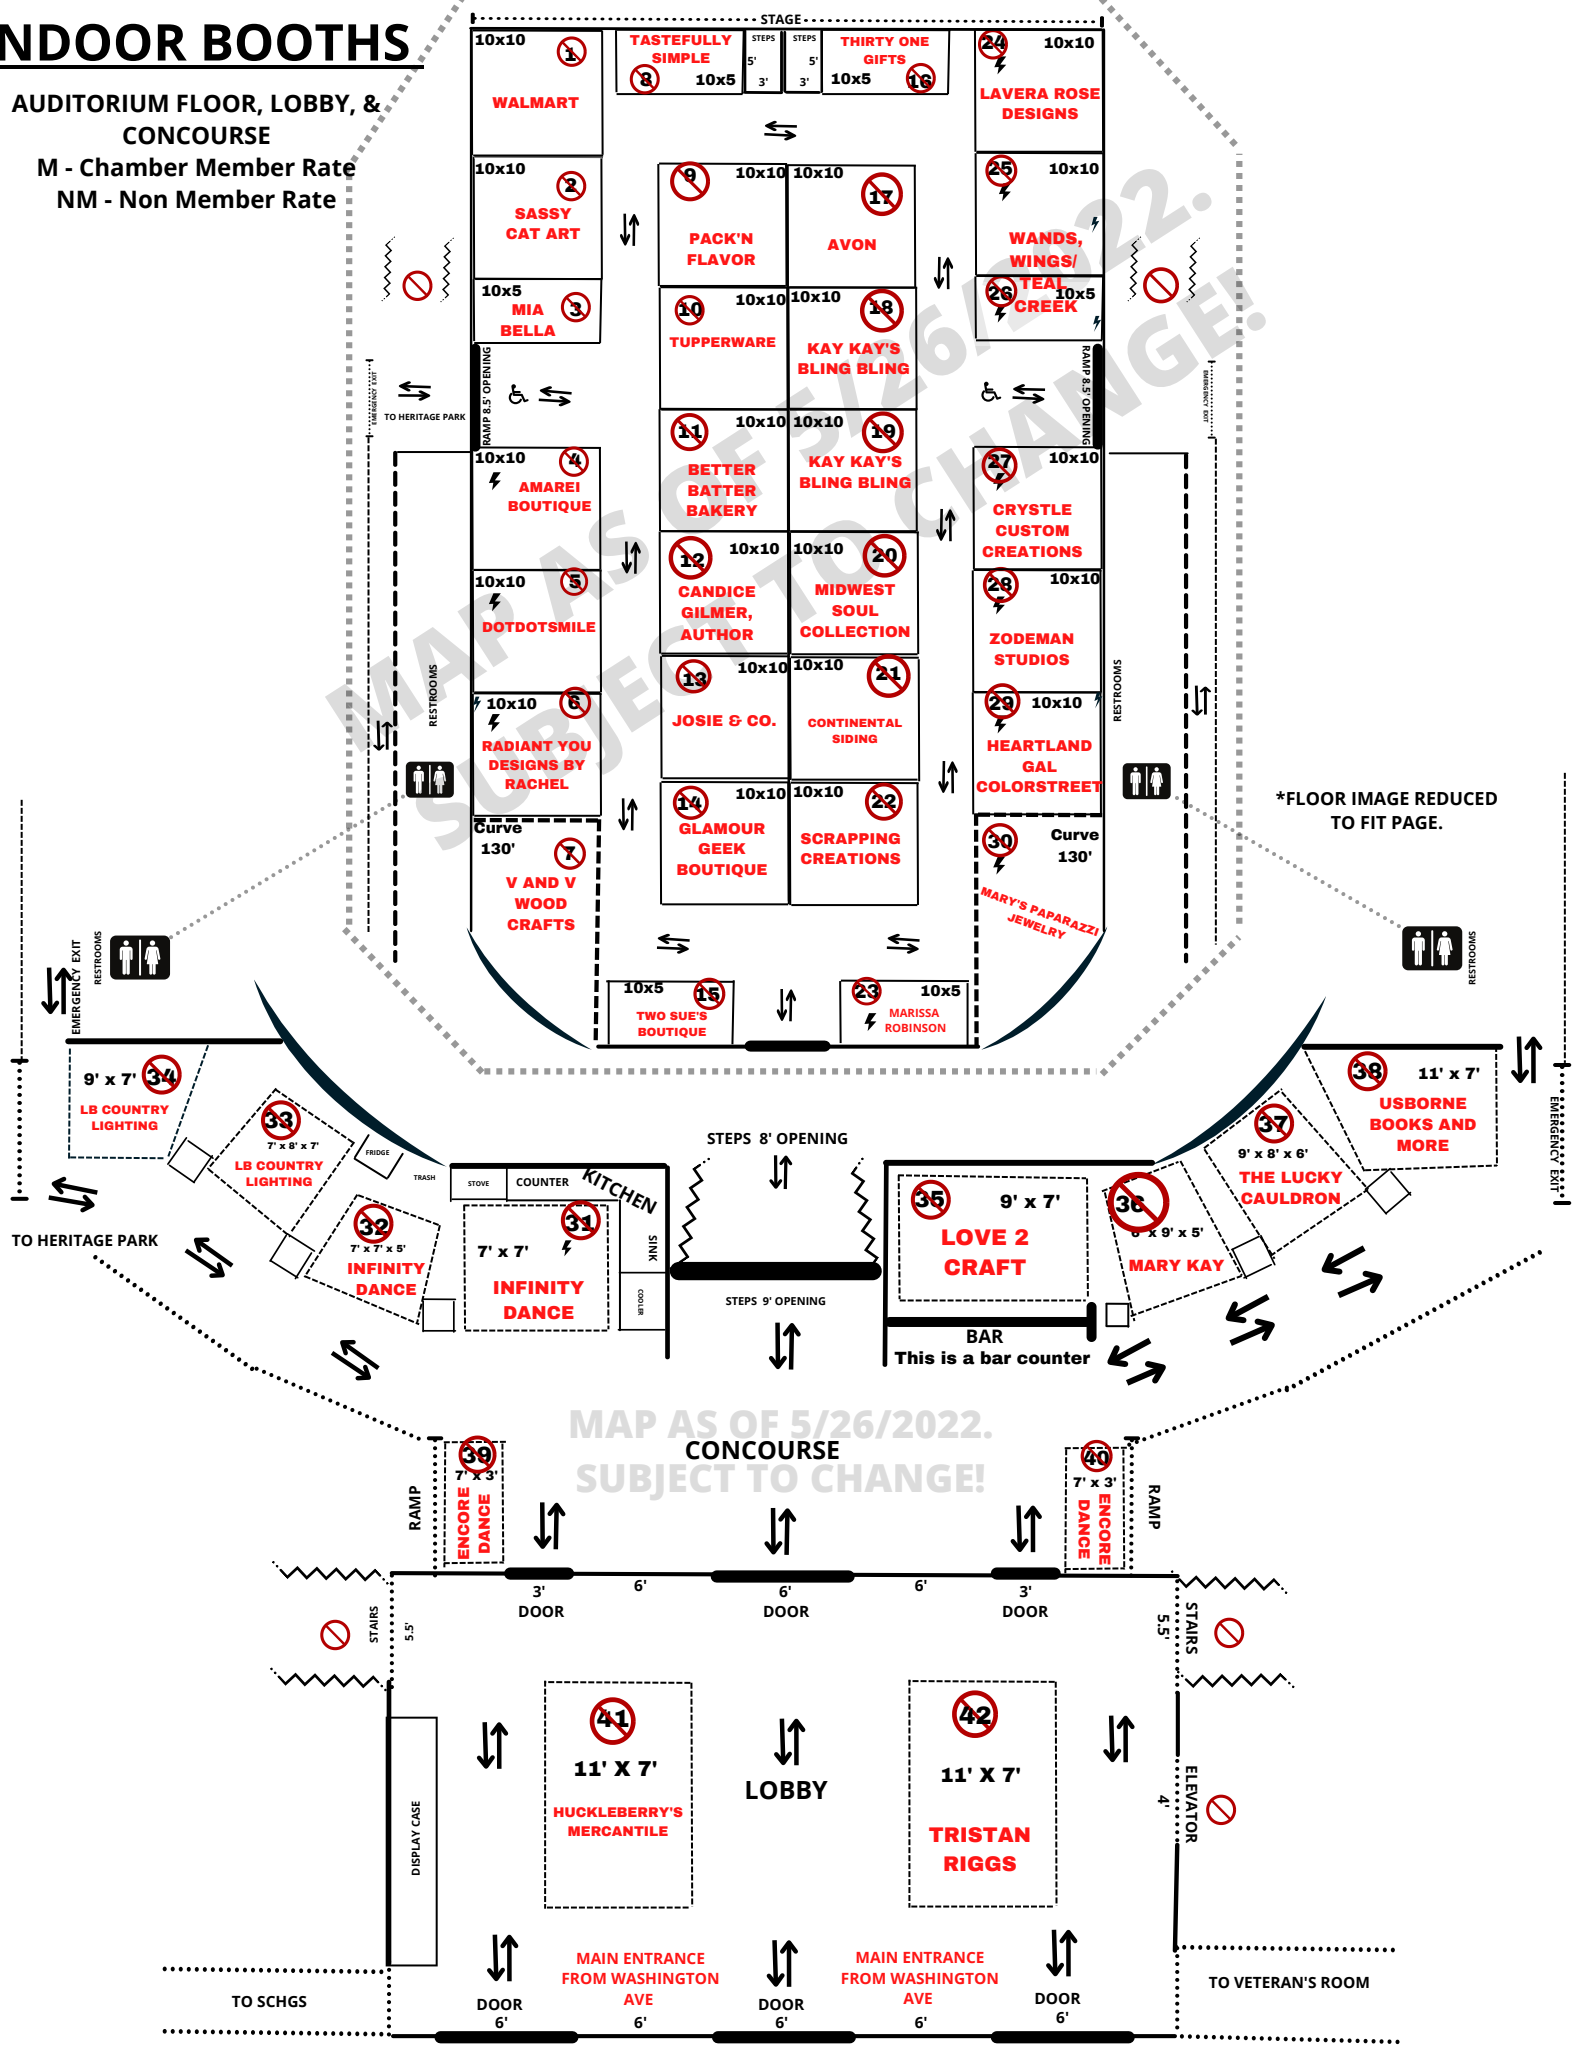 NDOOR BOOTHS
AUDITORIUM FLOOR, LOBBY, &
CONCOURSE
M - Chamber Member Rate
NM - Non Member Rate
STAGE
10x10
1
WALMART
TASTEFULLY
SIMPLE
8
10x5
STEPS
5'
3'
STEPS
5'
3'
THIRTY ONE
GIFTS
10x5
16
24
10x10
LAVERA ROSE
DESIGNS
10x10
2
SASSY
CAT ART
9
10x10
PACK'N
FLAVOR
10x10
17
AVON
25
10x10
WANDS,
WINGS/
TEAL
CREEK
26
10x5
10x5
MIA
BELLA
3
10
10x10
TUPPERWARE
10x10
18
KAY KAY'S
BLING BLING
RAMP 8.5' OPENING
EMERGENCY EXIT
TO HERITAGE PARK
RAMP 8.5' OPENING
EMERGENCY EXIT
10x10
4
AMAREI
BOUTIQUE
11
10x10
BETTER
BATTER
BAKERY
10x10
19
KAY KAY'S
BLING BLING
27
10x10
CRYSTLE
CUSTOM
CREATIONS
10x10
5
DOTDOTSMILE
12
10x10
CANDICE
GILMER,
AUTHOR
10x10
20
MIDWEST
SOUL
COLLECTION
28
10x10
ZODEMAN
STUDIOS
RESTROOMS
10x10
6
RADIANT YOU
DESIGNS BY
RACHEL
13
10x10
JOSIE & CO.
10x10
21
CONTINENTAL
SIDING
29
10x10
HEARTLAND
GAL
COLORSTREET
RESTROOMS
MAP AS OF 5/26/2022.
SUBJECT TO CHANGE!
*FLOOR IMAGE REDUCED
TO FIT PAGE.
Curve
130'
7
V AND V
WOOD
CRAFTS
14
10x10
GLAMOUR
GEEK
BOUTIQUE
10x10
22
SCRAPPING
CREATIONS
30
Curve
130'
MARY'S PAPARAZZI
JEWELRY
10x5
15
TWO SUE'S
BOUTIQUE
23
10x5
MARISSA
ROBINSON
EMERGENCY EXIT
RESTROOMS
RESTROOMS
EMERGENCY EXIT
9' x 7'
34
LB COUNTRY
LIGHTING
33
7' x 8' x 7'
LB COUNTRY
LIGHTING
FRIDGE
TRASH
STOVE
COUNTER
KITCHEN
SINK
COOLER
32
7' x 7' x 5'
INFINITY
DANCE
31
7' x 7'
INFINITY
DANCE
STEPS 8' OPENING
STEPS 9' OPENING
35
9' x 7'
LOVE 2
CRAFT
BAR
This is a bar counter
36
6' x 9' x 5'
MARY KAY
37
9' x 8' x 6'
THE LUCKY
CAULDRON
38
11' x 7'
USBORNE
BOOKS AND
MORE
TO HERITAGE PARK
MAP AS OF 5/26/2022.
CONCOURSE
SUBJECT TO CHANGE!
RAMP
39
7' x 3'
ENCORE
DANCE
40
7' x 3'
ENCORE
DANCE
RAMP
3'
DOOR
6'
6'
DOOR
6'
3'
DOOR
STAIRS
5.5'
5.5'
STAIRS
41
11' X 7'
HUCKLEBERRY'S
MERCANTILE
LOBBY
42
11' X 7'
TRISTAN
RIGGS
DISPLAY CASE
4'
ELEVATOR
MAIN ENTRANCE
FROM WASHINGTON
AVE
MAIN ENTRANCE
FROM WASHINGTON
AVE
TO SCHGS
TO VETERAN'S ROOM
DOOR
6'
6'
DOOR
6'
6'
DOOR
6'